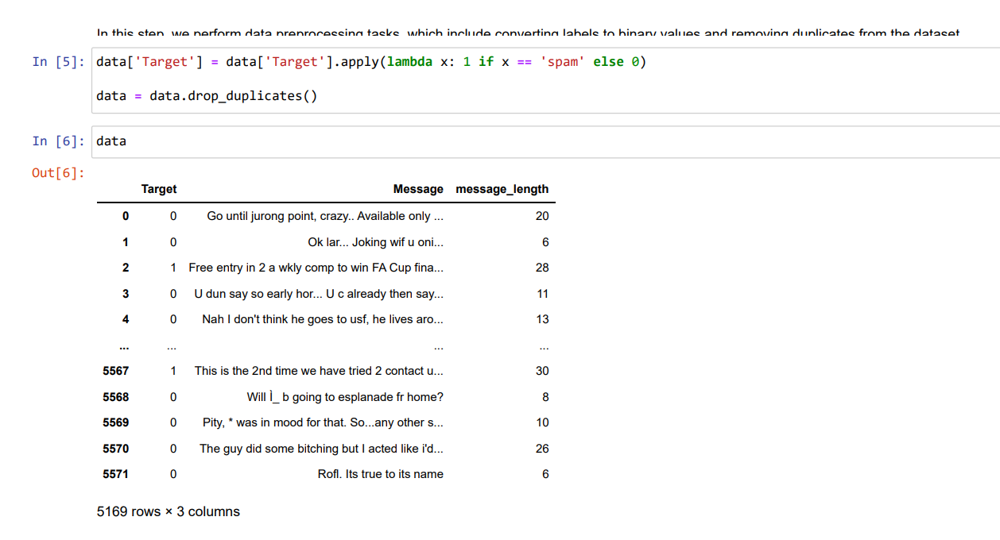 In this step, we perform data preprocessing tasks, which include converting labels to binary values and removing duplicates from the dataset
In [5]: data['Target'] = data['Target'].apply(lambda x: 1 if x == 'spam' else 0)
data = data.drop_duplicates()
In [6]: data
Out[6]:
Target Message message_length
0 0 Go until jurong point, crazy.. Available only ... 20
1 0 Ok lar... Joking wif u oni... 6
2 1 Free entry in 2 a wkly comp to win FA Cup fina... 28
3 0 U dun say so early hor... U c already then say... 11
4 0 Nah I don't think he goes to usf, he lives aro... 13
... ... ... ...
5567 1 This is the 2nd time we have tried 2 contact u... 30
5568 0 Will Ì_ b going to esplanade fr home? 8
5569 0 Pity, * was in mood for that. So...any other s... 10
5570 0 The guy did some bitching but I acted like i'd... 26
5571 0 Rofl. Its true to its name 6
5169 rows × 3 columns